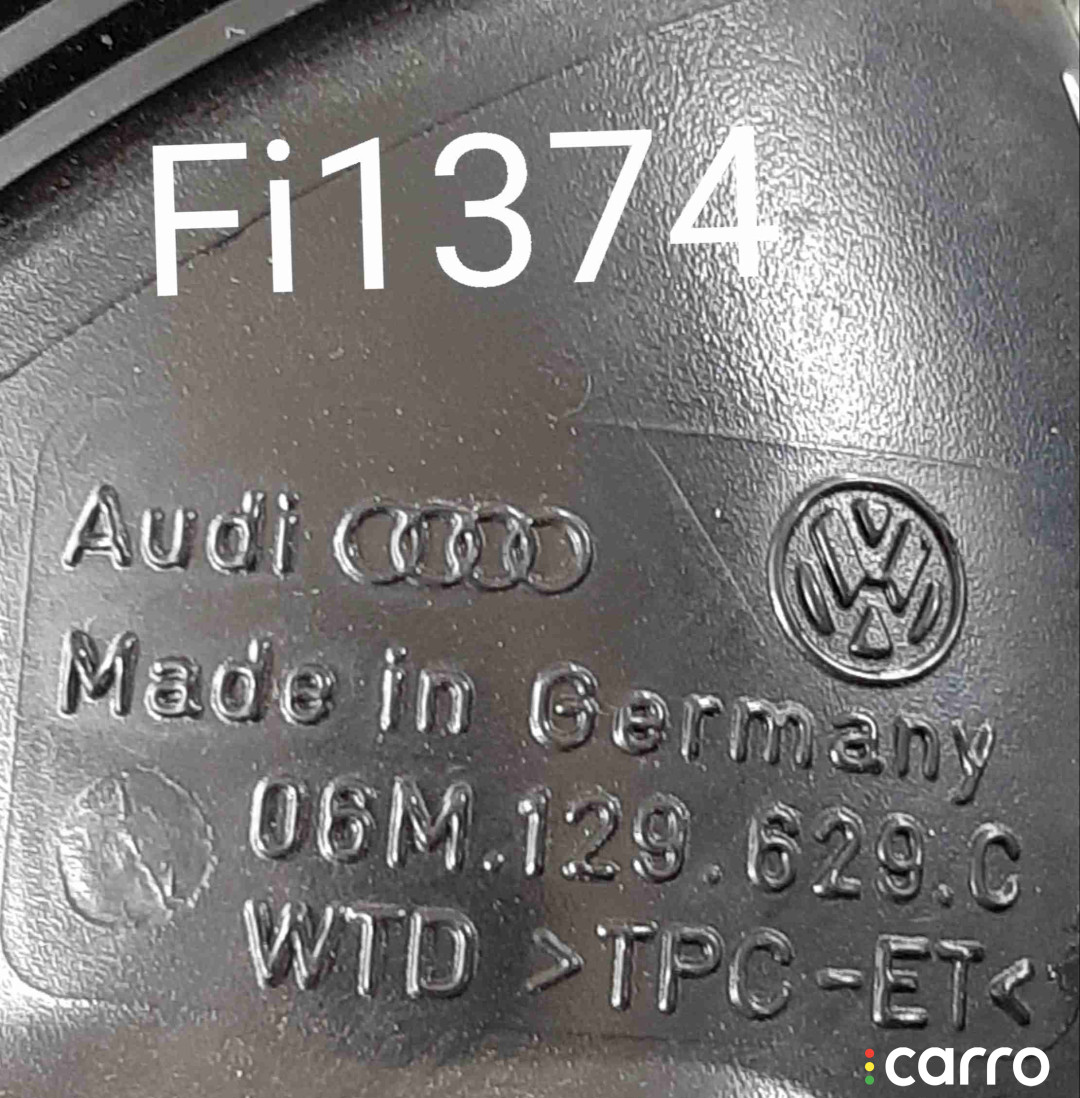 Fi1374
Audi
Made in Germany
06M.129.629.C
WTD >TPC-ET<
carro